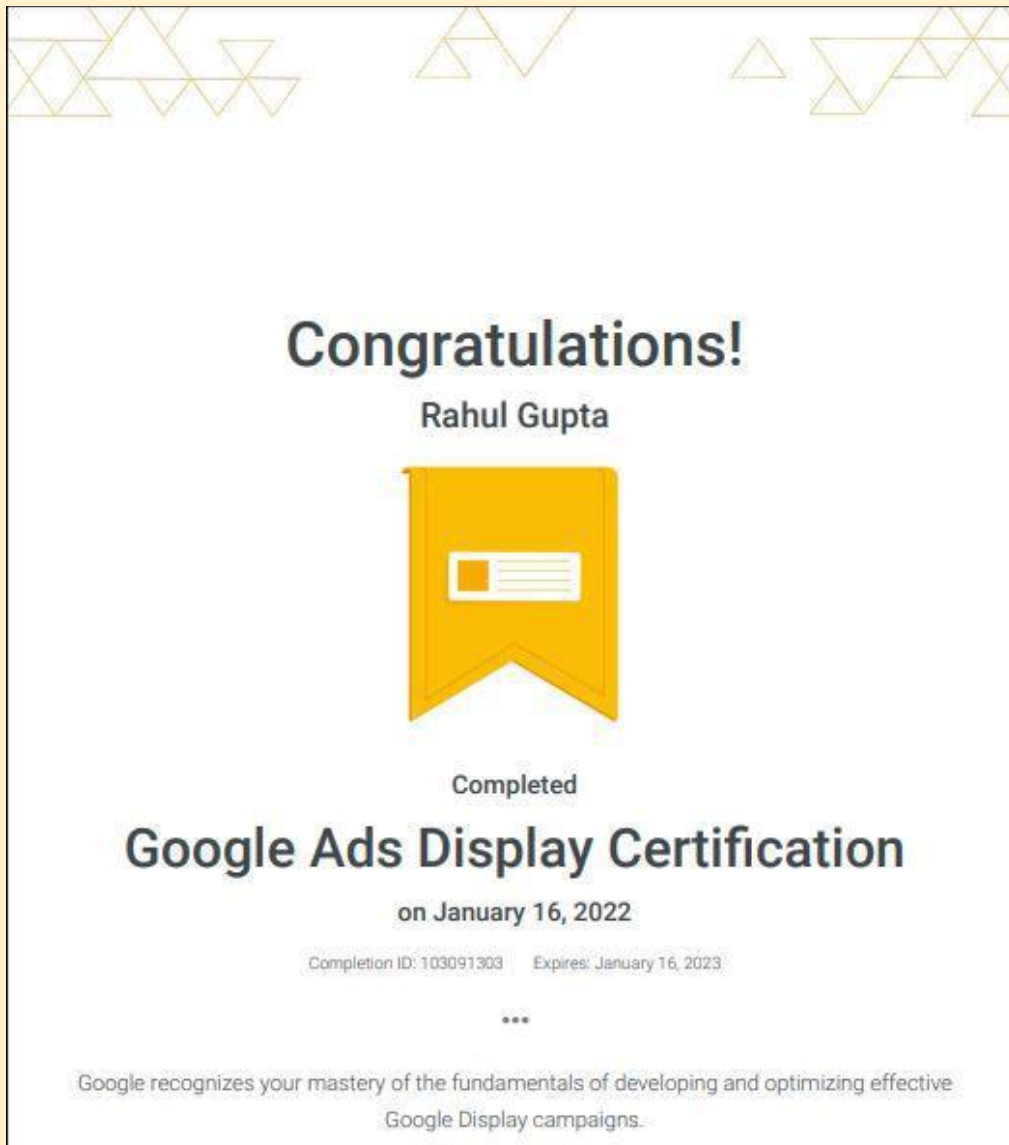 Congratulations!
Rahul Gupta
Completed
Google Ads Display Certification
on January 16, 2022
Completion ID: 103091303 Expires: January 16, 2023
•••
Google recognizes your mastery of the fundamentals of developing and optimizing effective
Google Display campaigns.